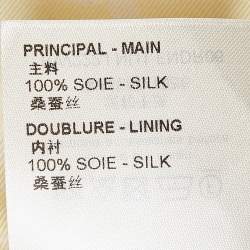 PRINCIPAL - MAIN
主料
100% SOIE - SILK
桑蚕丝
DOUBLURE - LINING
内衬
100% SOIE - SILK
桑蚕丝